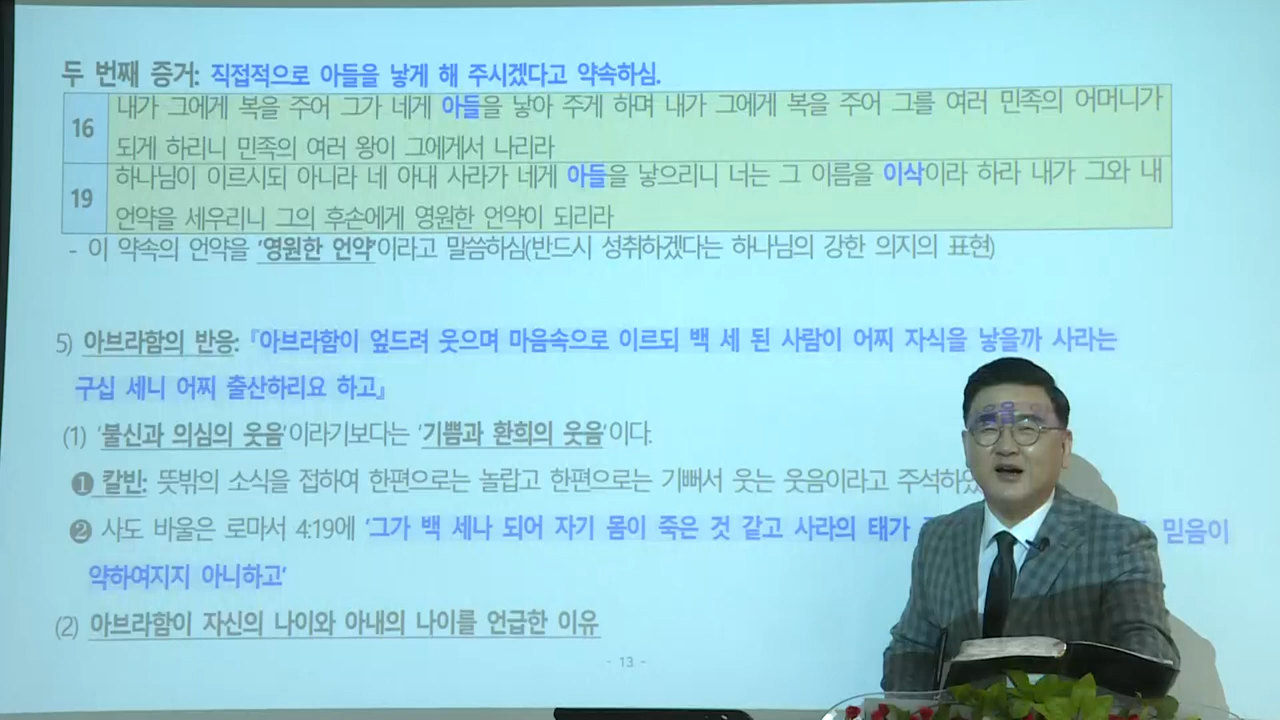 두 번째 증거: 직접적으로 아들을 낳게 해 주시겠다고 약속하심.
16 내가 그에게 복을 주어 그가 네게 아들을 낳아 주게 하며 내가 그에게 복을 주어 그를 여러 민족의 어머니가
되게 하리니 민족의 여러 왕이 그에게서 나리라
19 하나님이 이르시되 아니라 네 아내 사라가 네게 아들을 낳으리니 너는 그 이름을 이삭이라 하라 내가 그와 내
언약을 세우리니 그의 후손에게 영원한 언약이 되리라
- 이 약속의 언약을 '영원한 언약'이라고 말씀하심(반드시 성취하겠다는 하나님의 강한 의지의 표현)
5) 아브라함의 반응: 『아브라함이 엎드려 웃으며 마음속으로 이르되 백 세 된 사람이 어찌 자식을 낳을까 사라는
구십 세니 어찌 출산하리요 하고』
(1) '불신과 의심의 웃음'이라기보다는 '기쁨과 환희의 웃음'이다.
❶ 칼빈: 뜻밖의 소식을 접하여 한편으로는 놀랍고 한편으로는 기뻐서 웃는 웃음이라고
❷ 사도 바울은 로마서 4:19에 '그가 백 세나 되어 자기 몸이 죽은 것 같고 사라의 태가 믿음이
약하여지지 아니하고'
(2) 아브라함이 자신의 나이와 아내의 나이를 언급한 이유
- 13 -